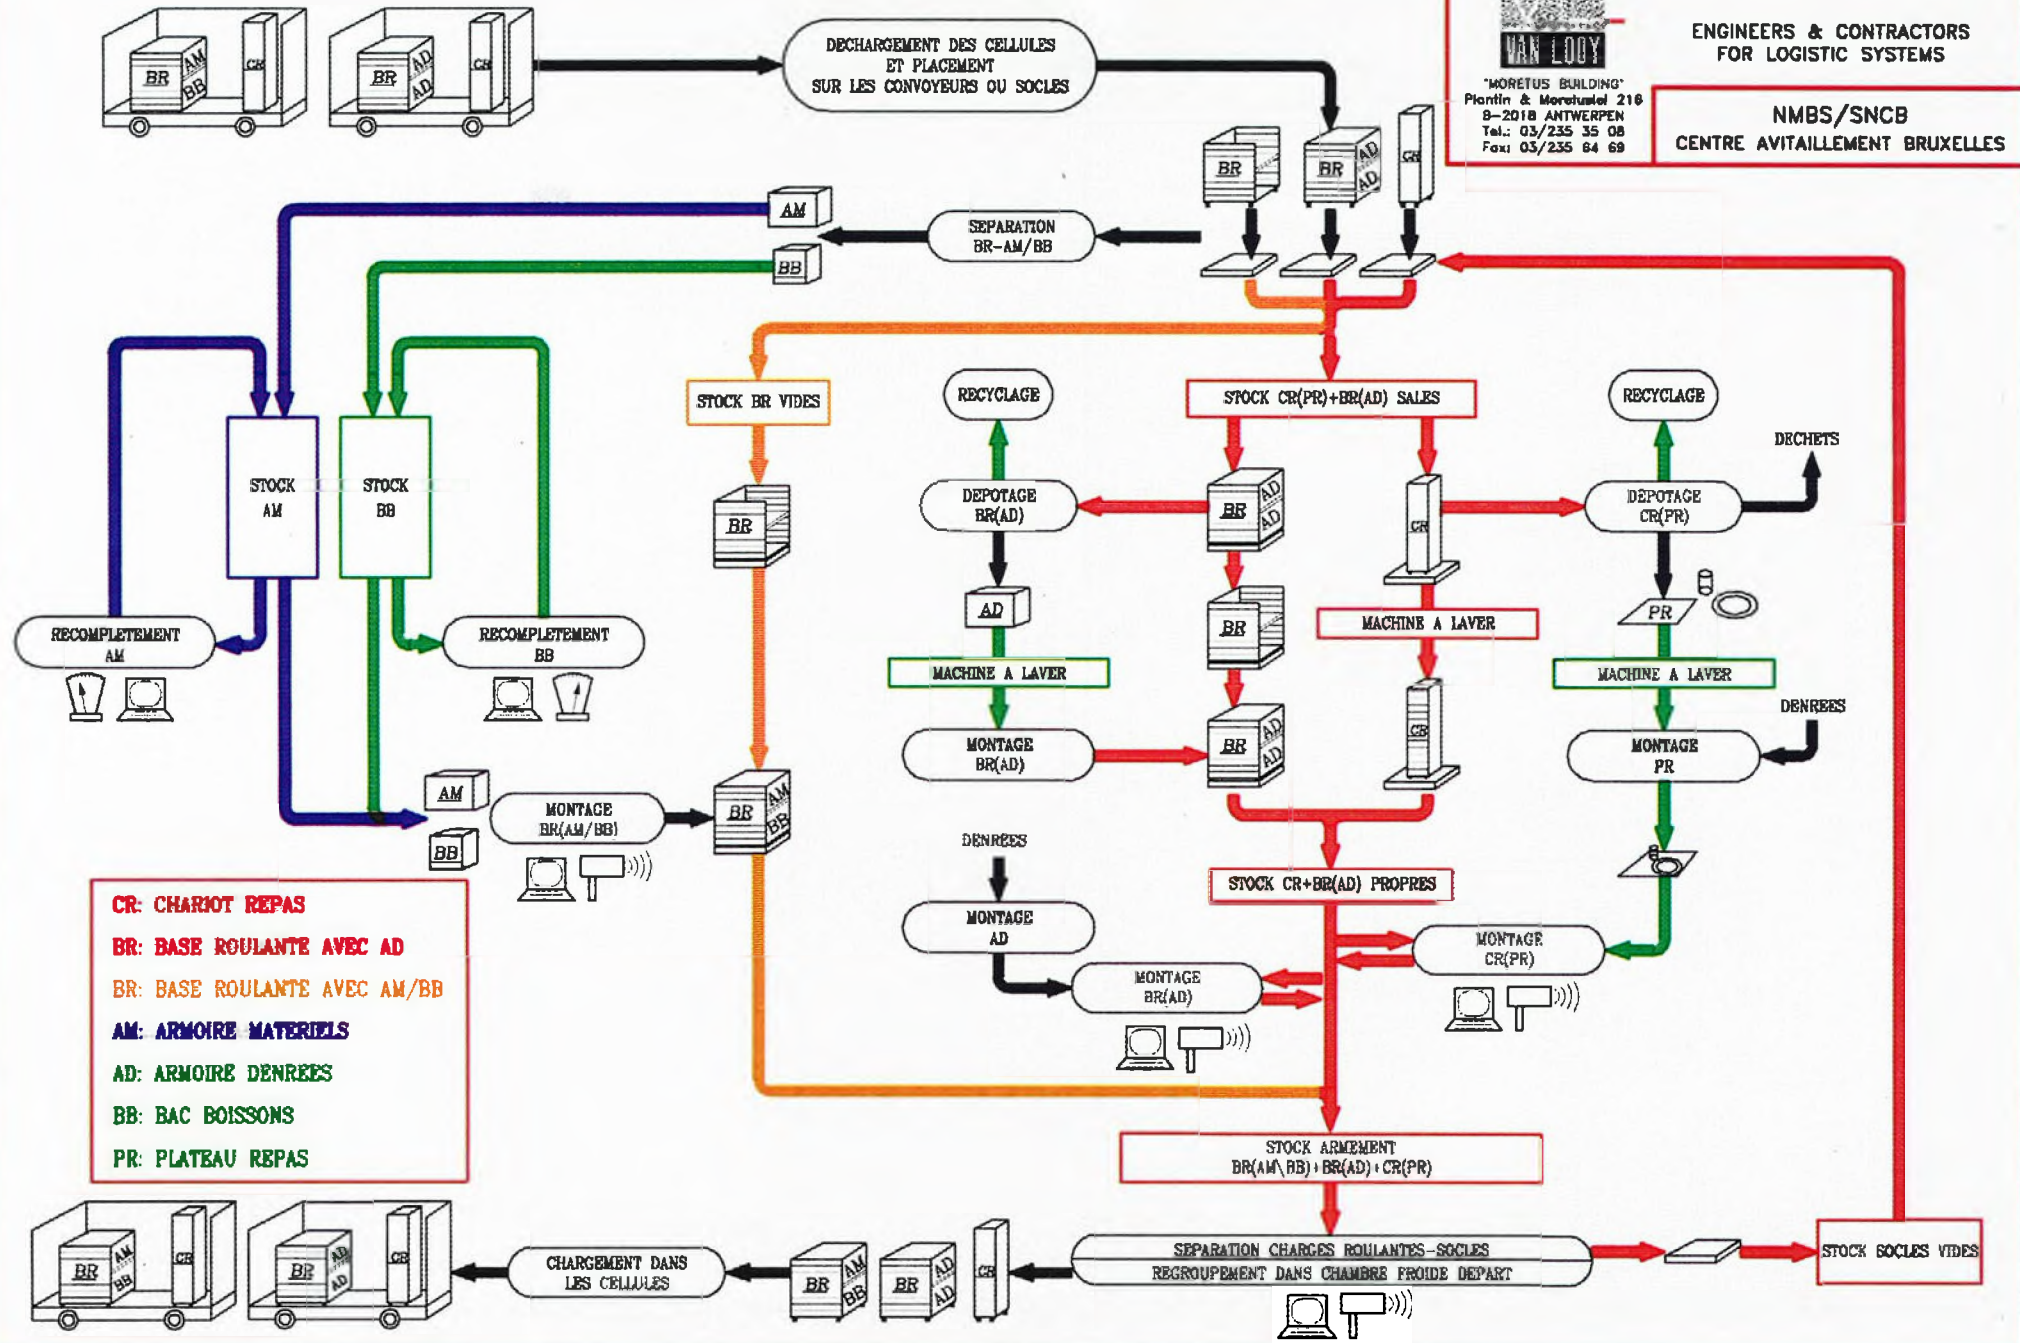 BR
AM
BB
CR
BR
AD
AD
CR
DECHARGEMENT DES CELLULES
ET PLACEMENT
SUR LES CONVOYEURS OU SOCLES
VAN LOOY
"MORETUS BUILDING"
Plantin & Moretuslei 216
B-2018 ANTWERPEN
Tel.: 03/235 35 08
Fax: 03/235 64 69
ENGINEERS & CONTRACTORS
FOR LOGISTIC SYSTEMS
NMBS/SNCB
CENTRE AVITAILLEMENT BRUXELLES
BR
BR
AD
AD
CR
AM
BB
SEPARATION
BR-AM/BB
STOCK BR VIDES
RECYCLAGE
STOCK CR(PR)+BR(AD) SALES
RECYCLAGE
DECHETS
STOCK
AM
STOCK
BB
BR
DEPOTAGE
BR(AD)
BR
AD
AD
CR
DEPOTAGE
CR(PR)
AD
BR
MACHINE A LAVER
PR
RECOMPLETEMENT
AM
RECOMPLETEMENT
BB
MACHINE A LAVER
MACHINE A LAVER
MONTAGE
BR(AD)
BR
AD
AD
CR
DENREES
MONTAGE
PR
AM
BB
MONTAGE
BR(AM/BB)
BR
AM
BB
DENREES
STOCK CR+BR(AD) PROPRES
MONTAGE
AD
MONTAGE
CR(PR)
MONTAGE
BR(AD)
CR: CHARIOT REPAS
BR: BASE ROULANTE AVEC AD
BR: BASE ROULANTE AVEC AM/BB
AM: ARMOIRE MATERIELS
AD: ARMOIRE DENREES
BB: BAC BOISSONS
PR: PLATEAU REPAS
STOCK ARMEMENT
BR(AM\BB)+BR(AD)+CR(PR)
BR
AM
BB
CR
BR
AD
AD
CR
CHARGEMENT DANS
LES CELLULES
BR
AM
BB
BR
AD
AD
CR
SEPARATION CHARGES ROULANTES-SOCLES
REGROUPEMENT DANS CHAMBRE FROIDE DEPART
STOCK SOCLES VIDES